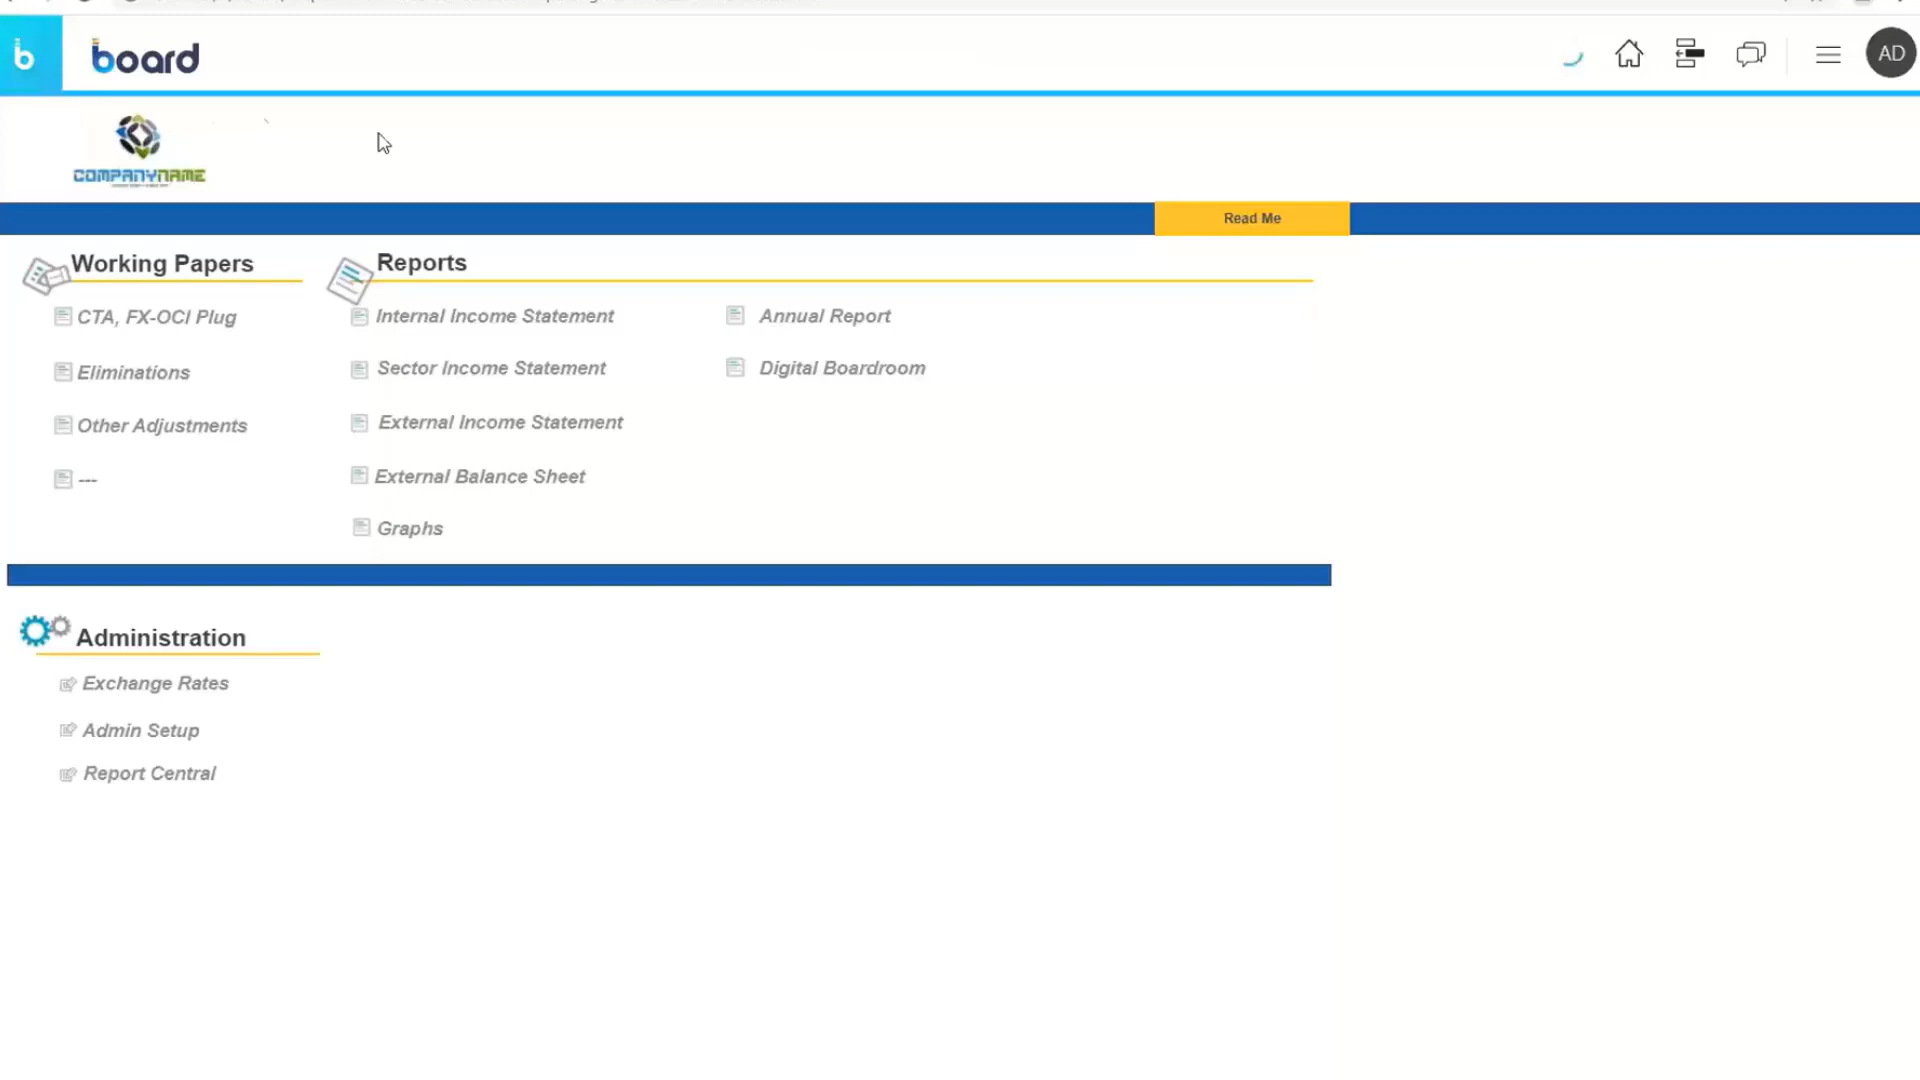 b board
AD
COMPANYNAME
Read Me
Working Papers
CTA, FX-OCI Plug
Eliminations
Other Adjustments
---
Reports
Internal Income Statement
Sector Income Statement
External Income Statement
External Balance Sheet
Graphs
Annual Report
Digital Boardroom
Administration
Exchange Rates
Admin Setup
Report Central